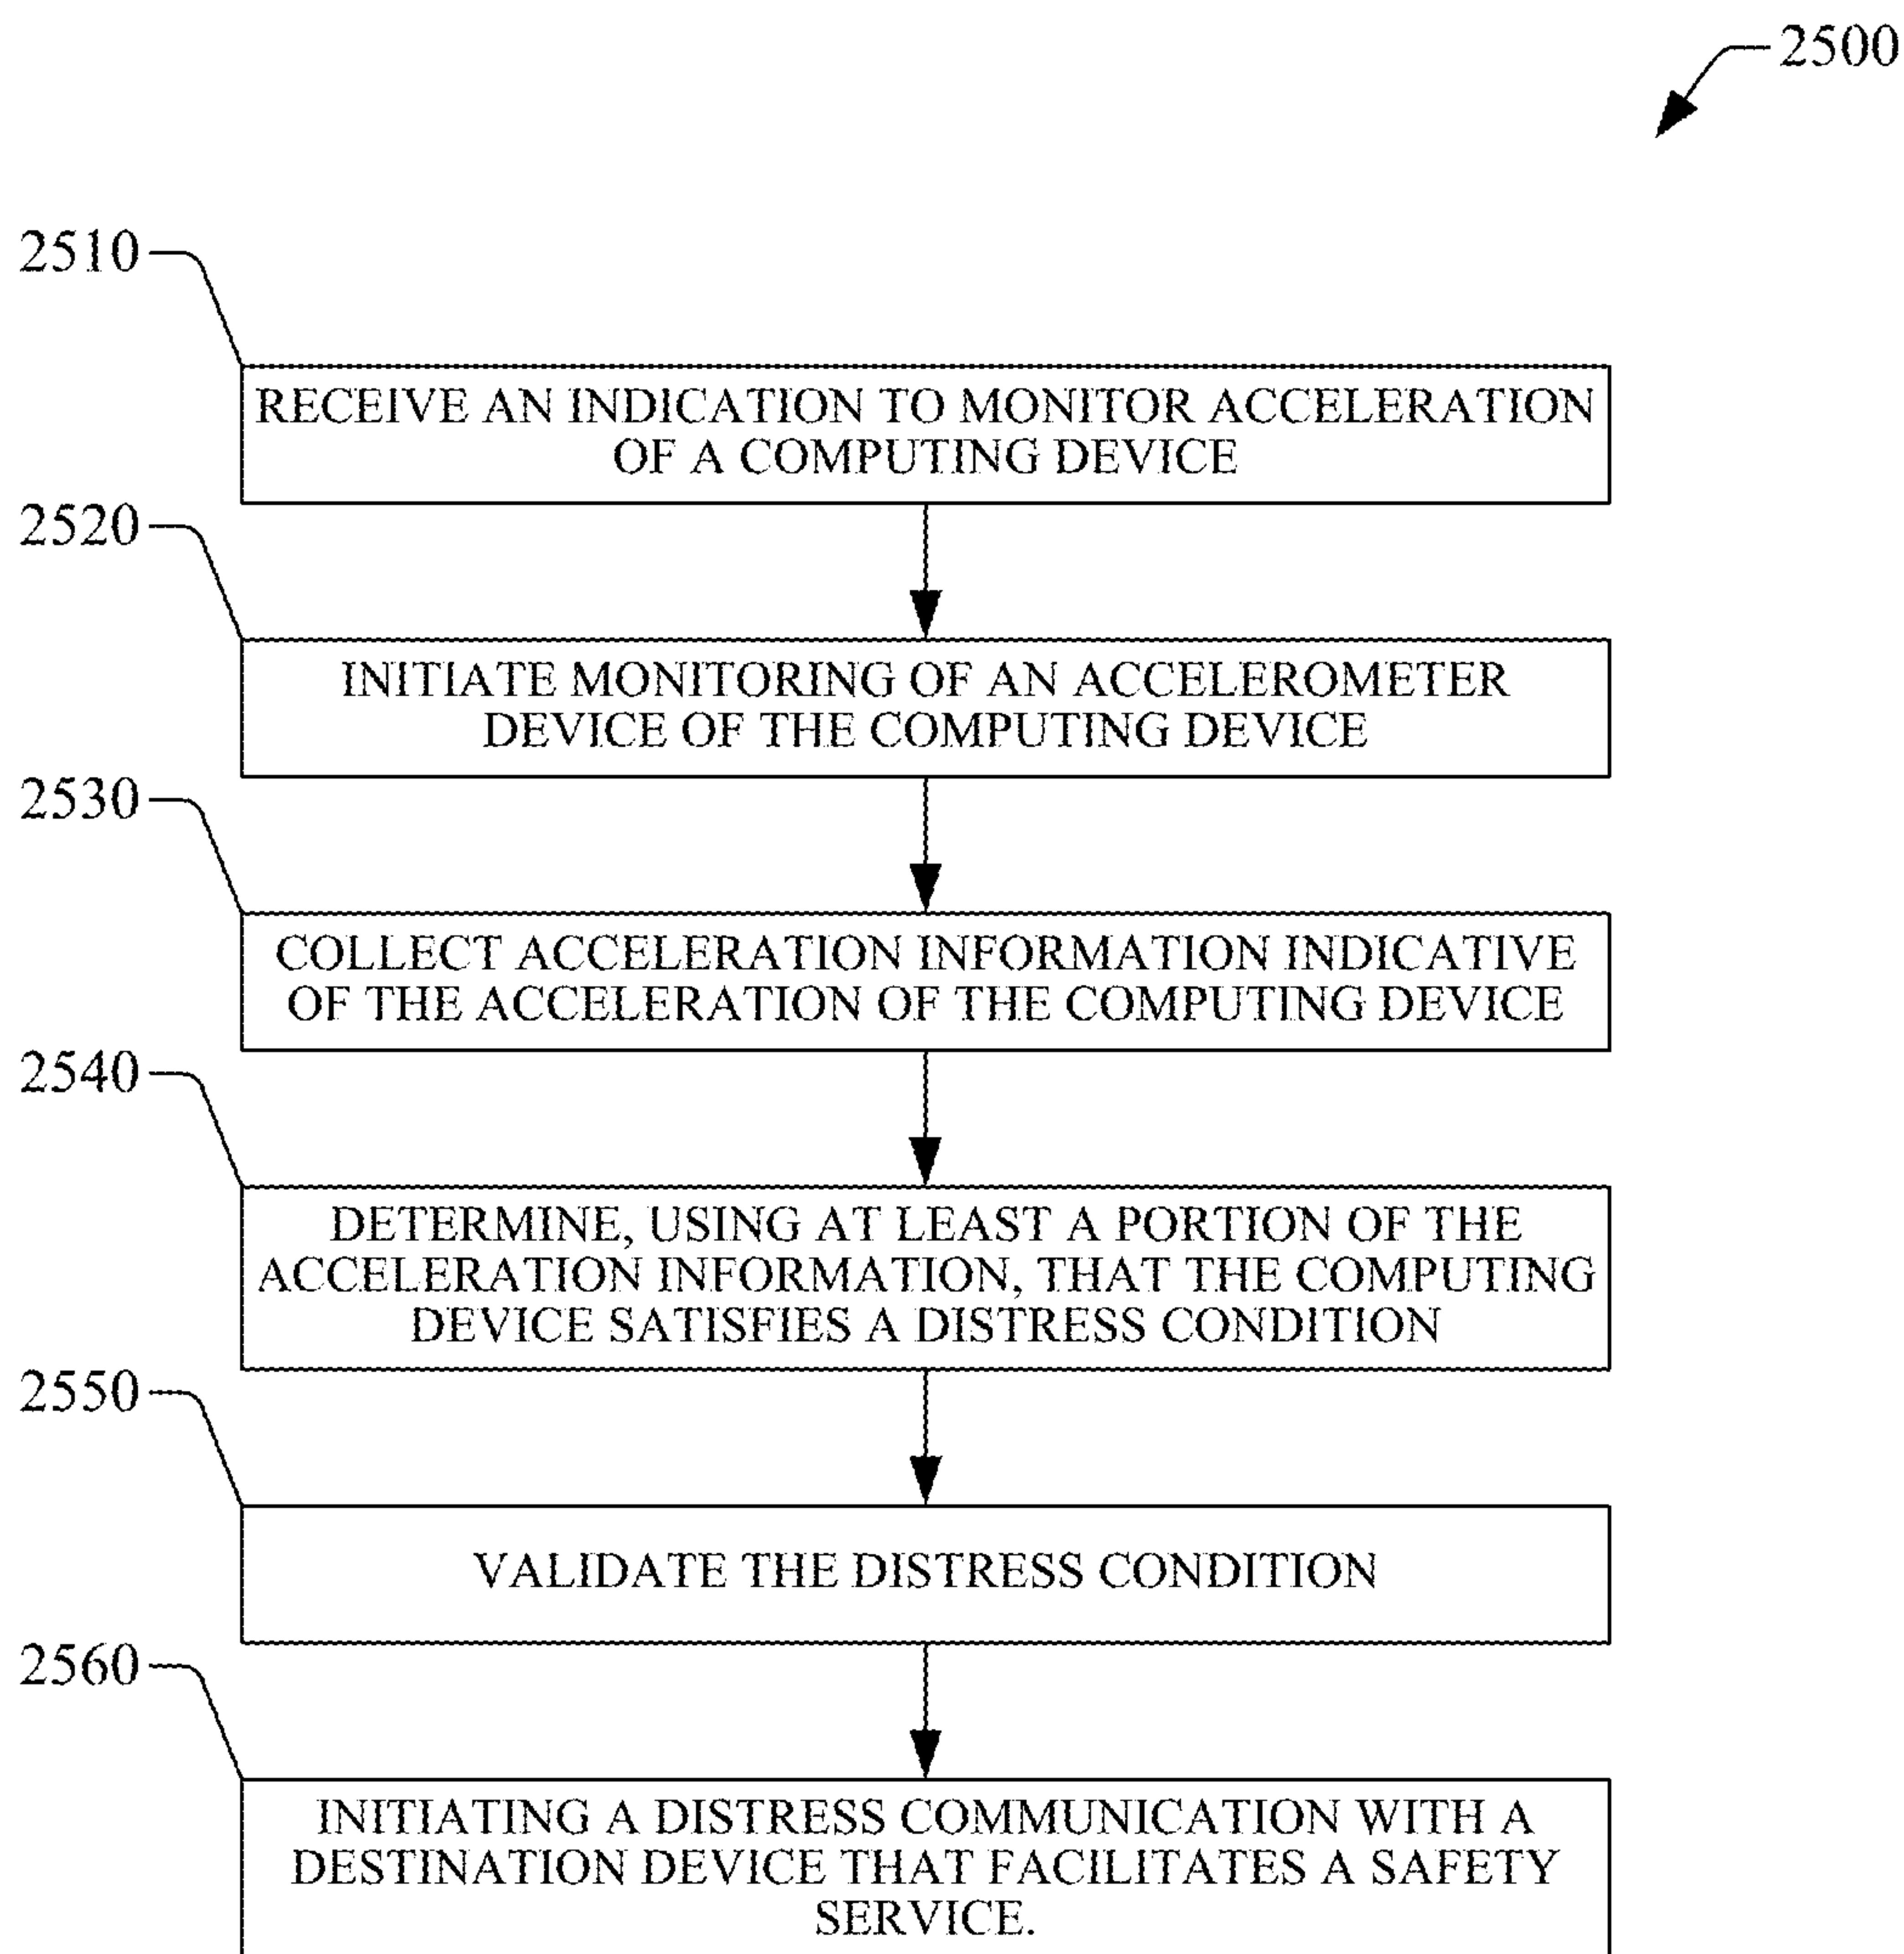 2500
2510
RECEIVE AN INDICATION TO MONITOR ACCELERATION
OF A COMPUTING DEVICE
2520
INITIATE MONITORING OF AN ACCELEROMETER
DEVICE OF THE COMPUTING DEVICE
2530
COLLECT ACCELERATION INFORMATION INDICATIVE
OF THE ACCELERATION OF THE COMPUTING DEVICE
2540
DETERMINE, USING AT LEAST A PORTION OF THE
ACCELERATION INFORMATION, THAT THE COMPUTING
DEVICE SATISFIES A DISTRESS CONDITION
2550
VALIDATE THE DISTRESS CONDITION
2560
INITIATING A DISTRESS COMMUNICATION WITH A
DESTINATION DEVICE THAT FACILITATES A SAFETY
SERVICE.